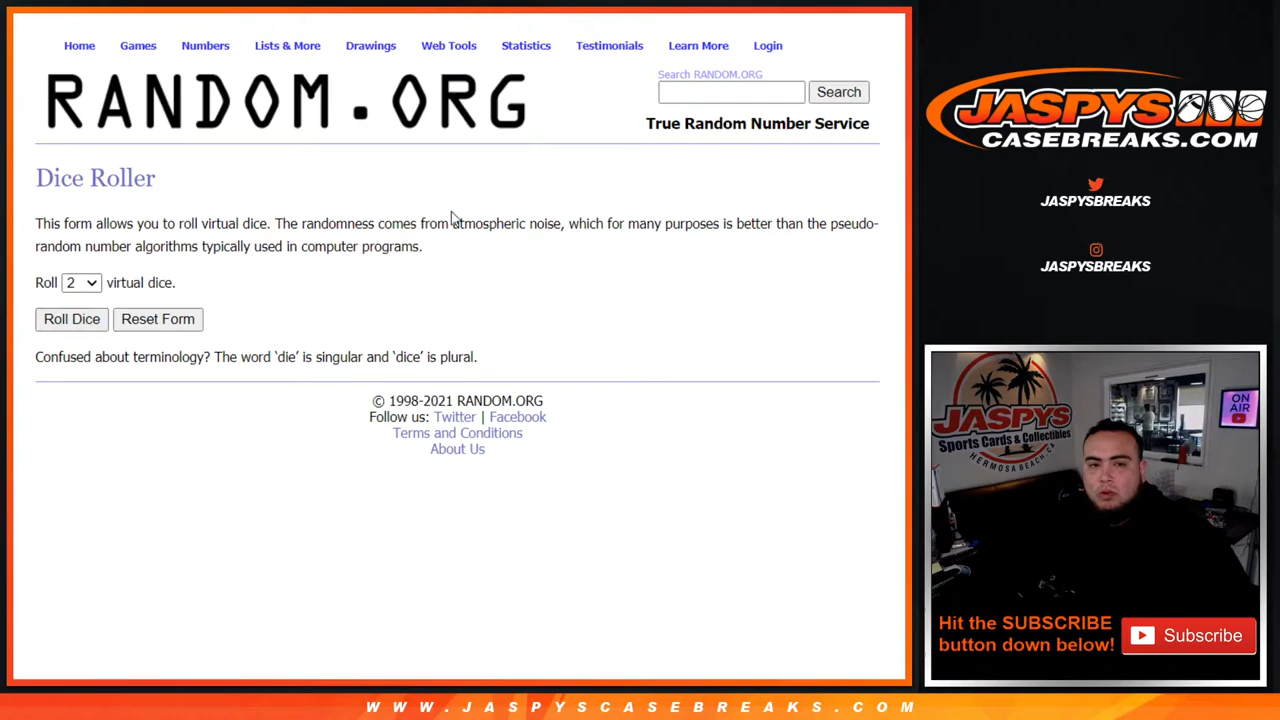 Home Games Numbers Lists & More Drawings Web Tools Statistics Testimonials Learn More Login
RANDOM.ORG
Search RANDOM.ORG
Search
True Random Number Service
Dice Roller
This form allows you to roll virtual dice. The randomness comes from atmospheric noise, which for many purposes is better than the pseudo-
random number algorithms typically used in computer programs.
Roll 2 virtual dice.
Roll Dice Reset Form
Confused about terminology? The word ‘die’ is singular and ‘dice’ is plural.
© 1998-2021 RANDOM.ORG
Follow us: Twitter | Facebook
Terms and Conditions
About Us
JASPYS
CASEBREAKS.COM
JASPYSBREAKS
JASPYSBREAKS
JASPYS
Sports Cards & Collectibles
HERMOSA BEACH, CA
ON
AIR
Hit the SUBSCRIBE
button down below!
Subscribe
WWW.JASPYSCASEBREAKS.COM